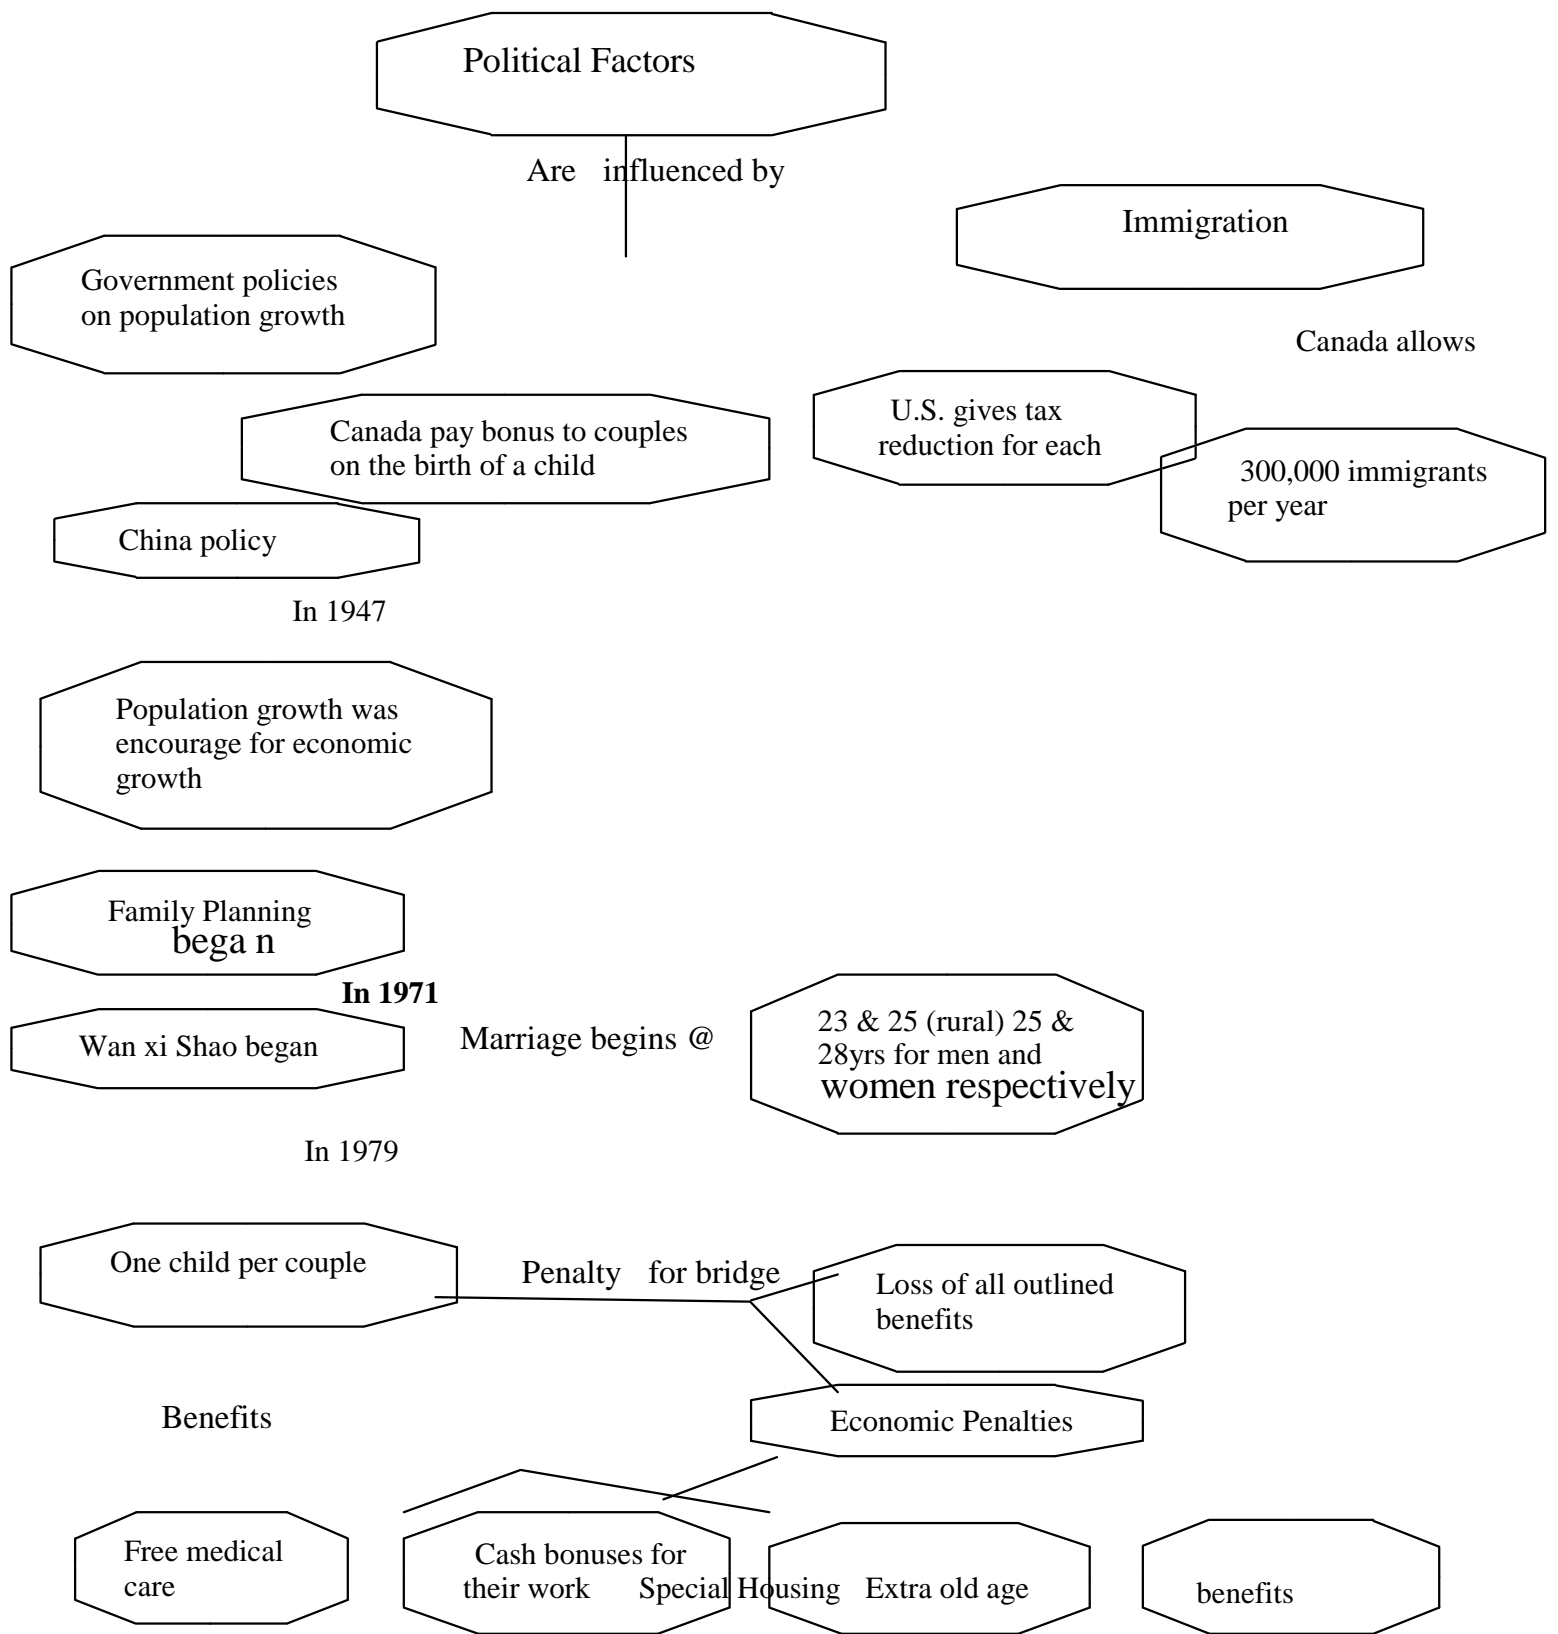 Political Factors
Are influenced by
Immigration
Government policies
on population growth
Canada allows
U.S. gives tax
reduction for each
Canada pay bonus to couples
on the birth of a child
300,000 immigrants
per year
China policy
In 1947
Population growth was
encourage for economic
growth
Family Planning
bega n
In 1971
Wan xi Shao began
Marriage begins @
23 & 25 (rural) 25 &
28yrs for men and
women respectively
In 1979
One child per couple
Penalty for bridge
Loss of all outlined
benefits
Benefits
Economic Penalties
Free medical
care
Cash bonuses for
their work
Special Housing
Extra old age
benefits